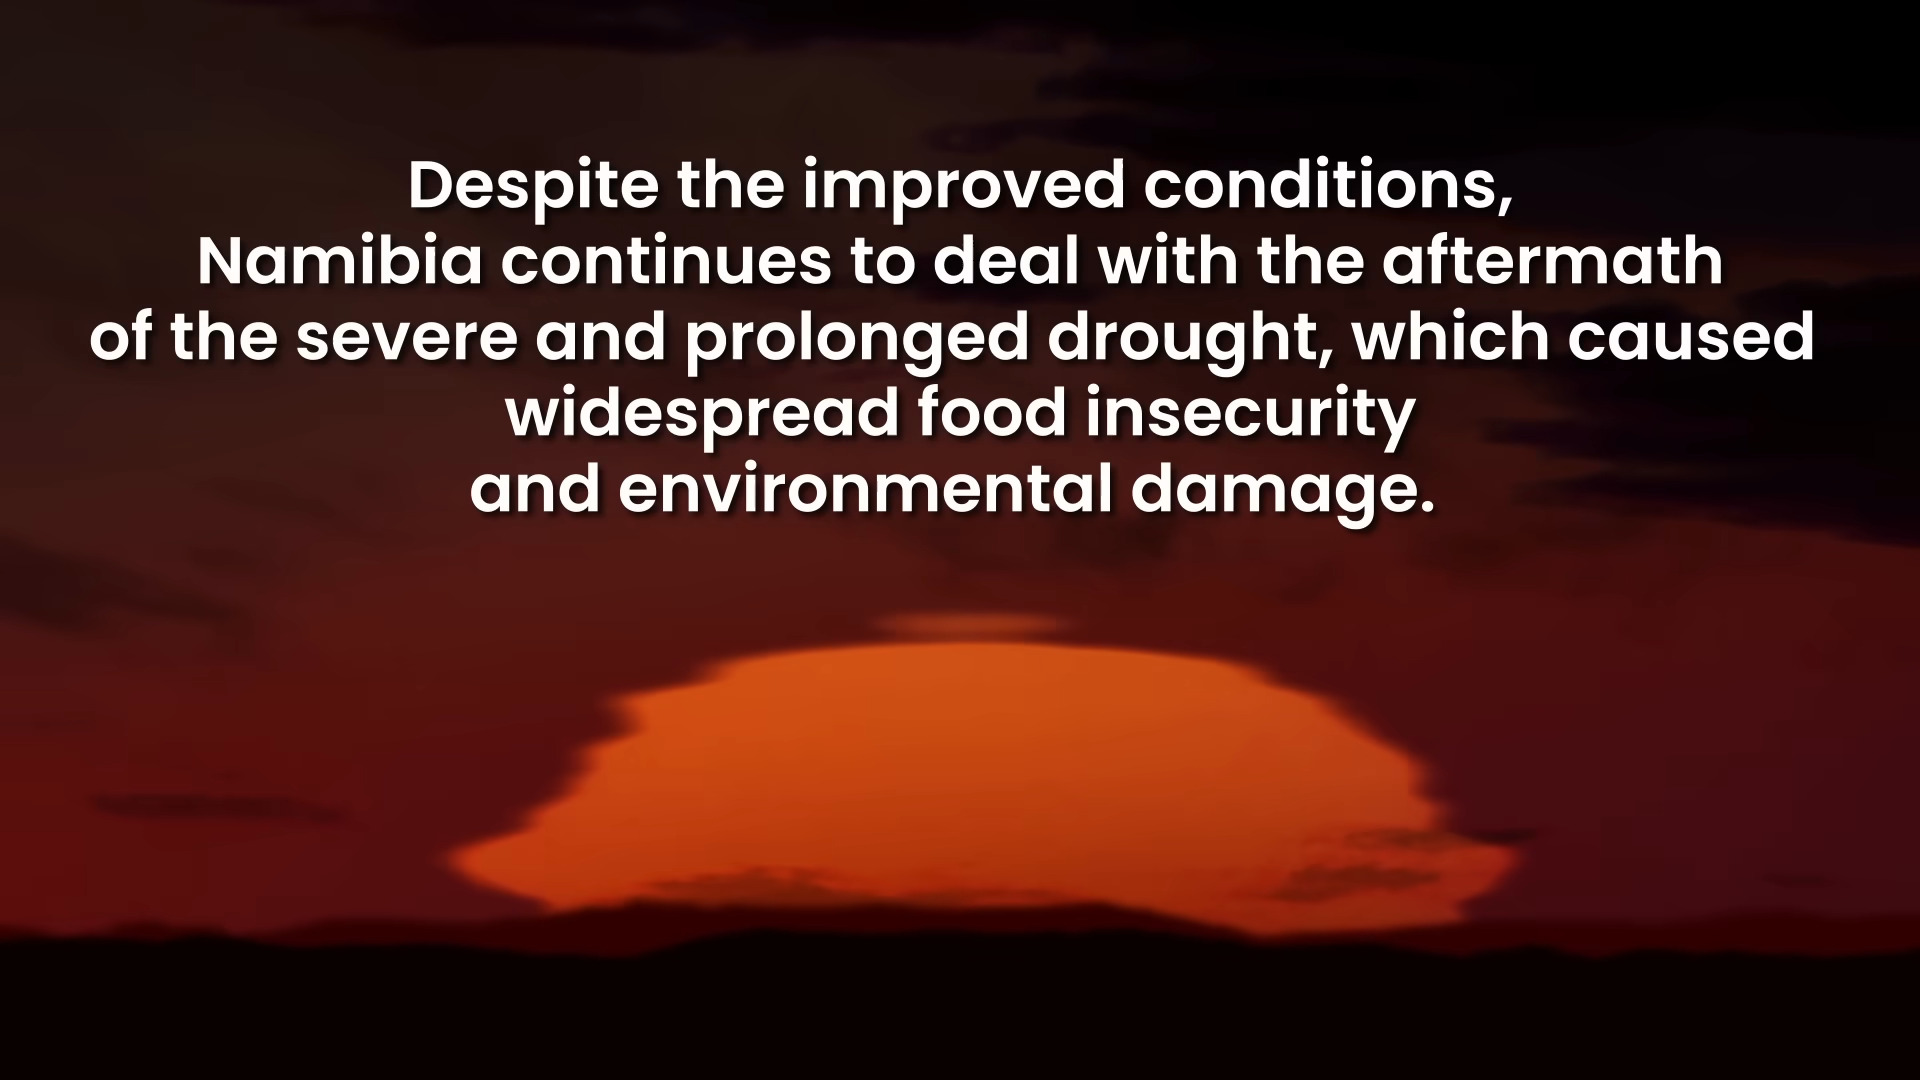 Despite the improved conditions,
Namibia continues to deal with the aftermath
of the severe and prolonged drought, which caused
widespread food insecurity
and environmental damage.